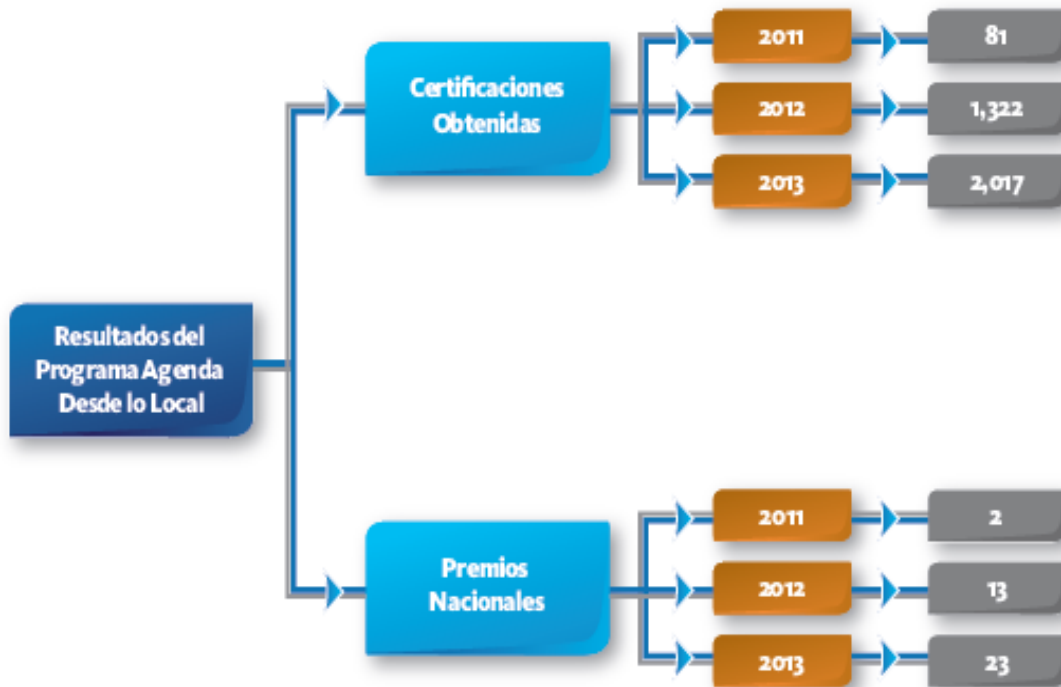 Resultados del
Programa Agenda
Desde lo Local
Certificaciones
Obtenidas
2011
81
2012
1,322
2013
2,017
Premios
Nacionales
2011
2
2012
13
2013
23